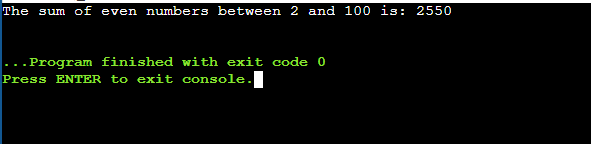 The sum of even numbers between 2 and 100 is: 2550
...Program finished with exit code 0
Press ENTER to exit console.